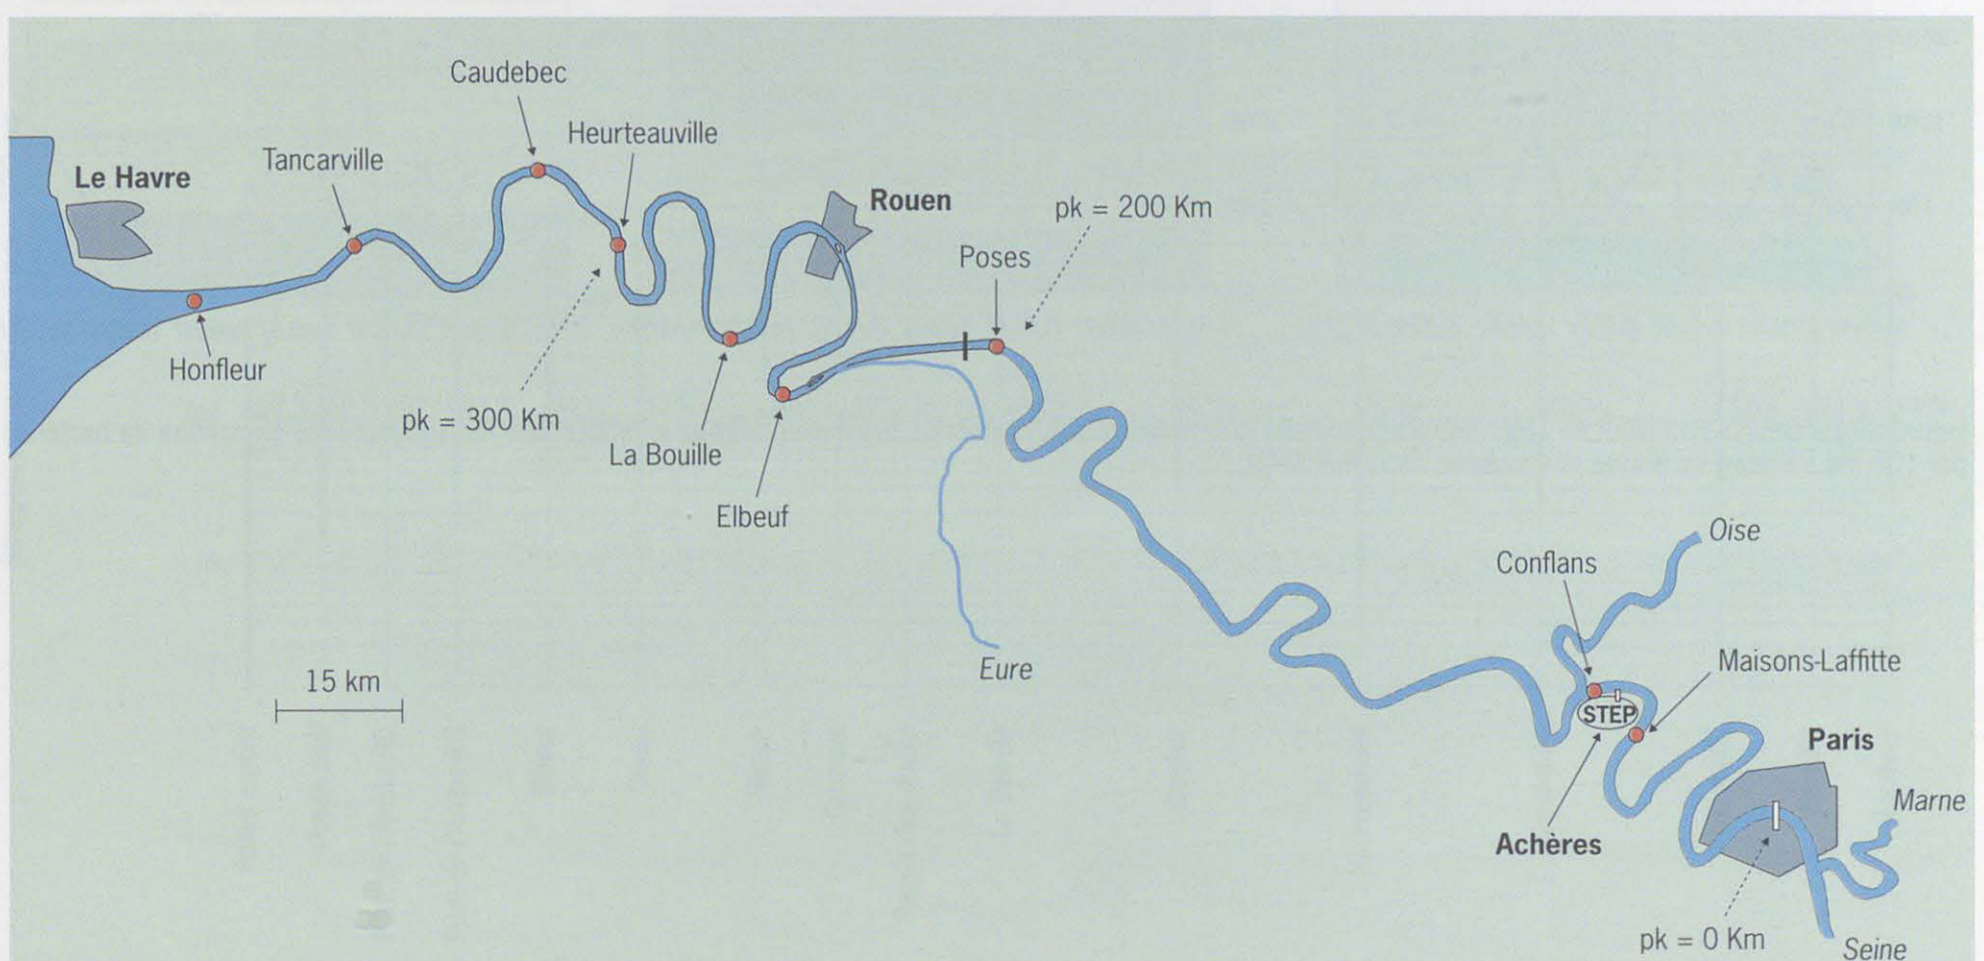 Caudebec
Heurteauville
Tancarville
Le Havre
Rouen
pk = 200 Km
Poses
Honfleur
pk = 300 Km
La Bouille
Elbeuf
Oise
Conflans
Eure
Maisons-Laffitte
15 km
STEP
Paris
Marne
Achères
pk = 0 Km
Seine